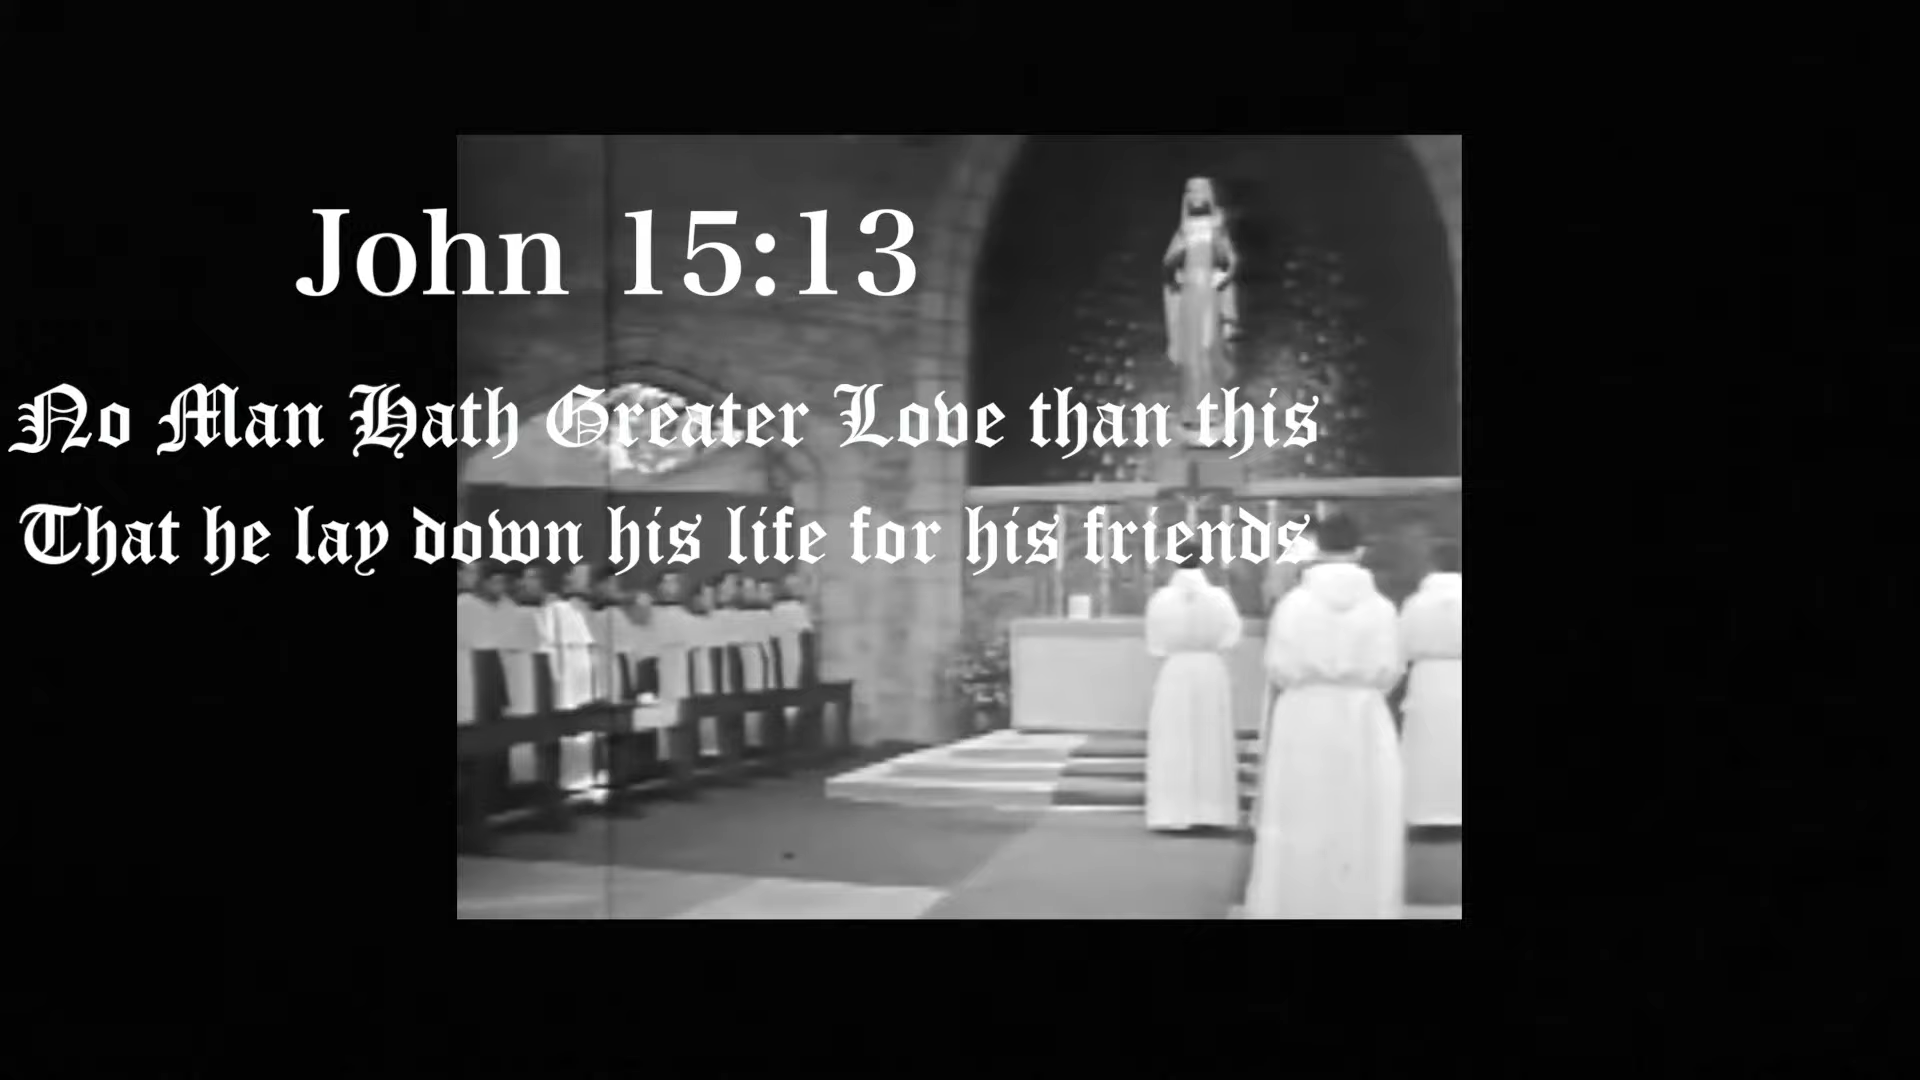 John 15:13
No Man Hath Greater Love than this
That he lay down his life for his friends